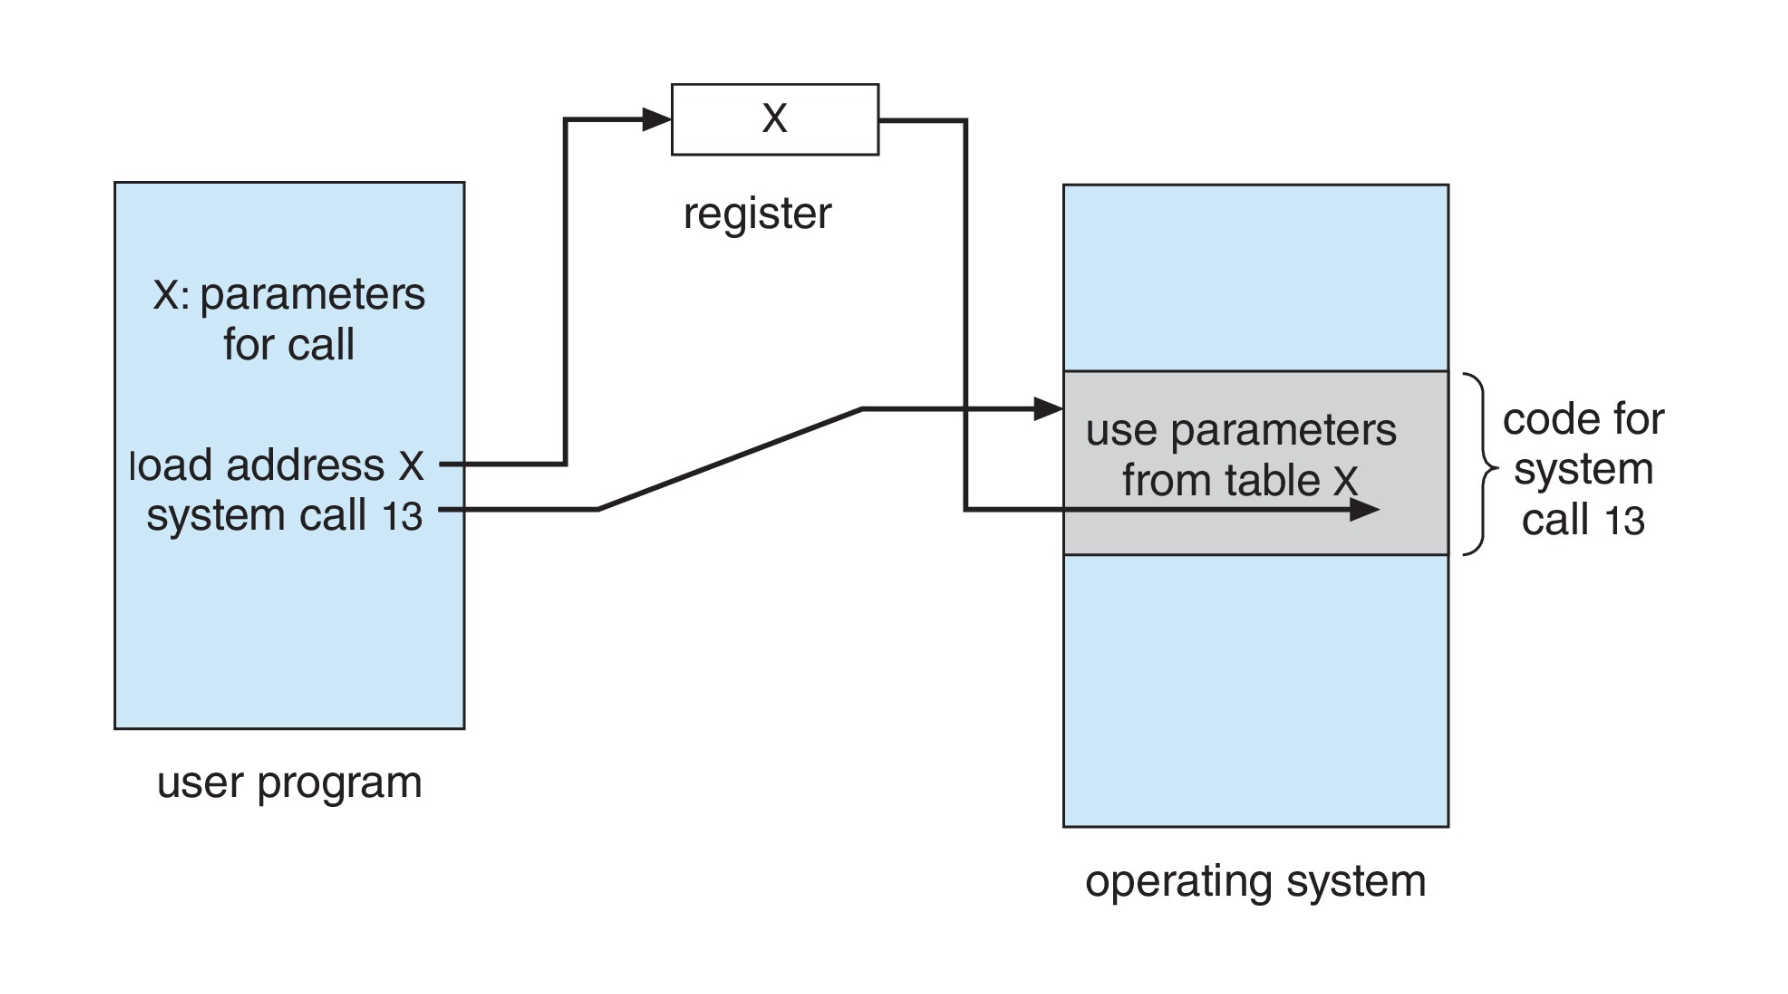 X
register
X: parameters
for call
load address X
system call 13
user program
use parameters
from table X
code for
system
call 13
operating system